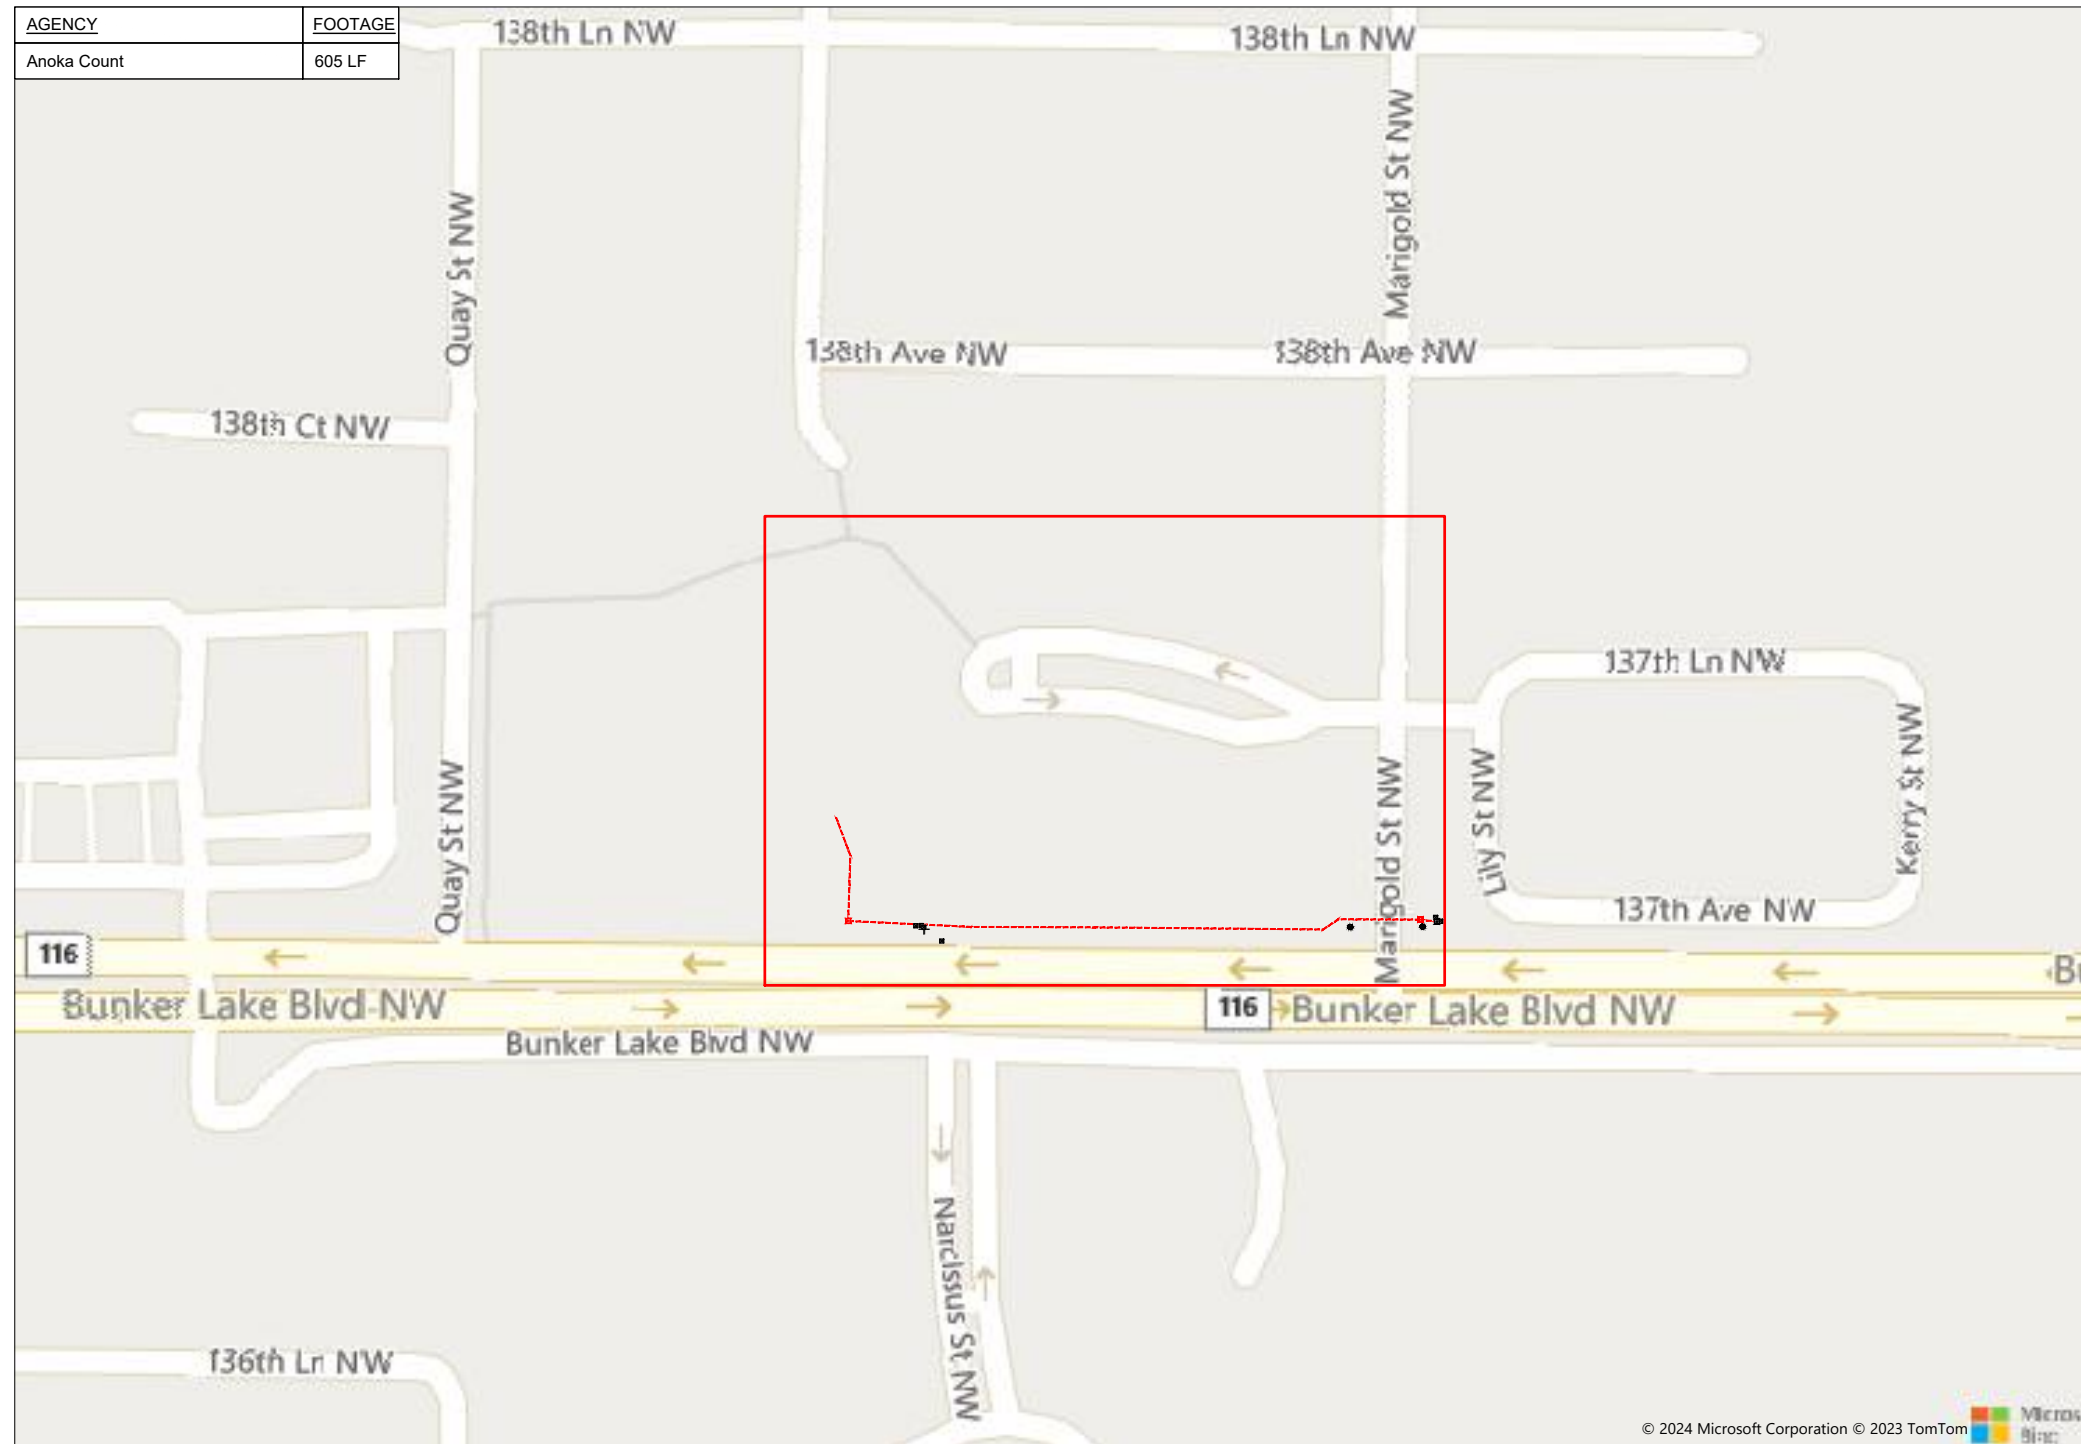 AGENCY FOOTAGE
Anoka Count 605 LF
138th Ln NW
138th Ln NW
Marigold St NW
Quay St NW
138th Ave NW
138th Ave NW
138th Ct NW
137th Ln NW
Kerry St NW
Lily St NW
Marigold St NW
Quay St NW
137th Ave NW
116
Bunker Lake Blvd NW
116
Bunker Lake Blvd NW
Bunker Lake Blvd NW
Narcissus St NW
136th Ln NW
© 2024 Microsoft Corporation © 2023 TomTom